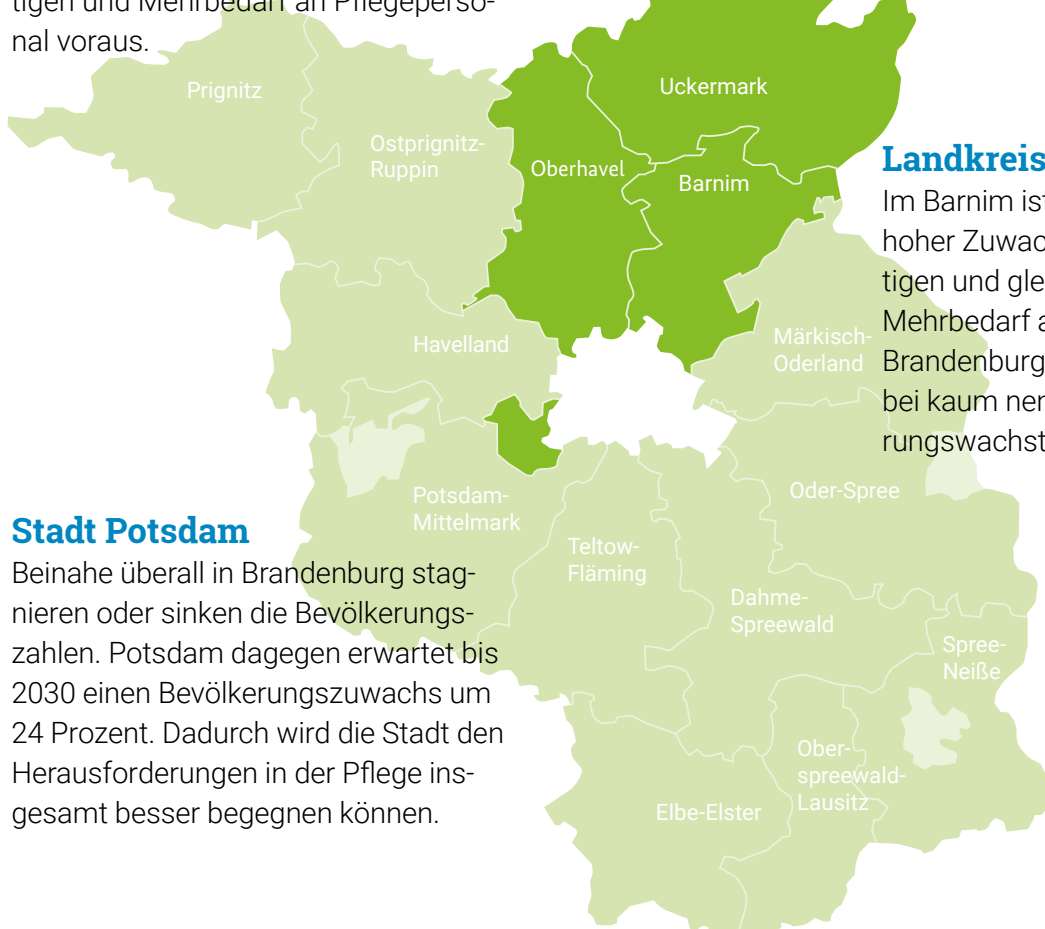 tigen und Mehrbedarf an Pflegeperso-
nal voraus.
Prignitz
Ostprignitz-
Ruppin
Oberhavel
Uckermark
Barnim
Landkreis
Im Barnim ist
hoher Zuwac
tigen und gle
Mehrbedarf a
Brandenburg
bei kaum nen
rungswachst
Havelland
Märkisch-
Oderland
Potsdam-
Mittelmark
Oder-Spree
Teltow-
Fläming
Dahme-
Spreewald
Spree-
Neiße
Ober-
spreewald-
Lausitz
Elbe-Elster
Stadt Potsdam
Beinahe überall in Brandenburg stag-
nieren oder sinken die Bevölkerungs-
zahlen. Potsdam dagegen erwartet bis
2030 einen Bevölkerungszuwachs um
24 Prozent. Dadurch wird die Stadt den
Herausforderungen in der Pflege ins-
gesamt besser begegnen können.